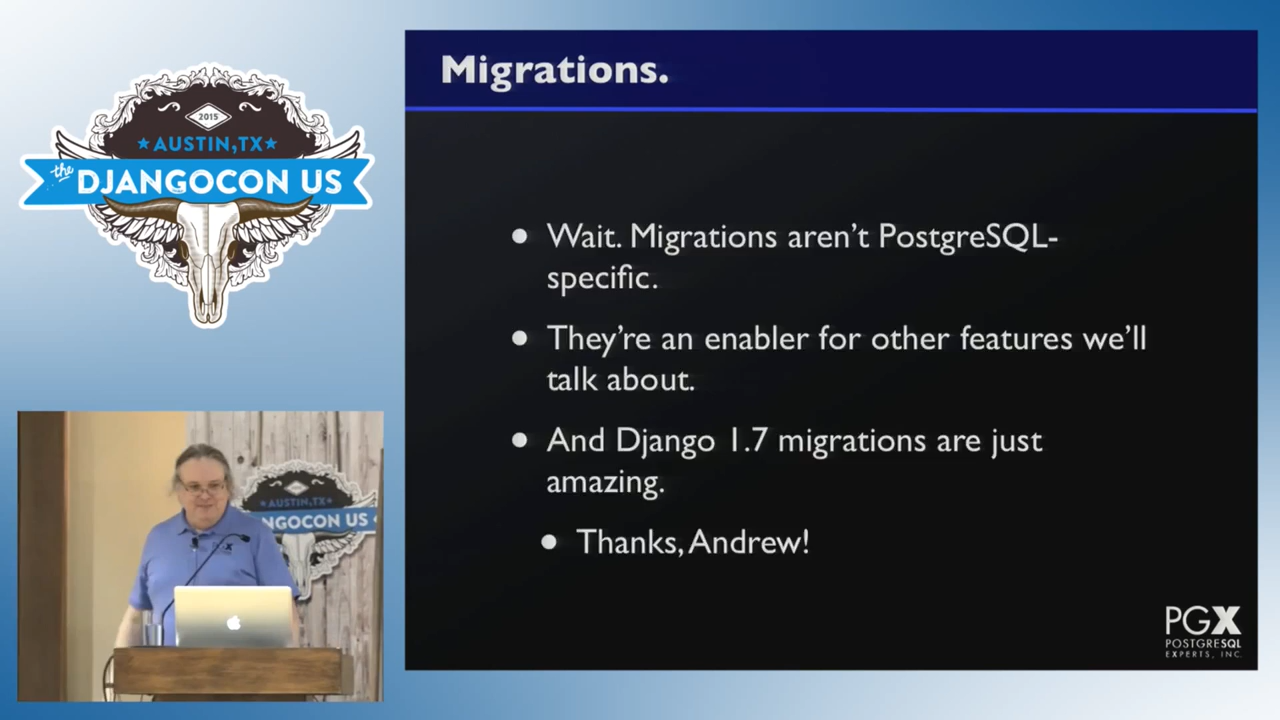 2015
AUSTIN,TX
the
DJANGOCON US
Migrations.
• Wait. Migrations aren't PostgreSQL-
specific.
• They're an enabler for other features we'll
talk about.
• And Django 1.7 migrations are just
amazing.
• Thanks, Andrew!
PGX
POSTGRESQL
EXPERTS, INC.
PGX
AUSTIN,TX
NGOCON US